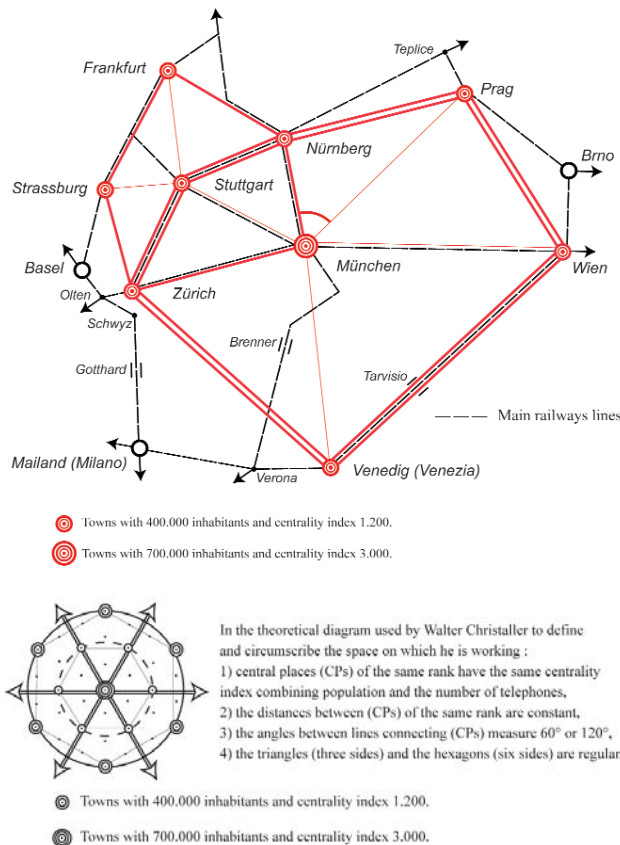 Frankfurt
Teplice
Prag
Nürnberg
Brno
Strassburg
Stuttgart
München
Wien
Basel
Olten
Zürich
Schwyz
Brenner
Gotthard
Tarvisio
Main railways lines
Mailand (Milano)
Verona
Venedig (Venezia)
Towns with 400.000 inhabitants and centrality index 1.200.
Towns with 700.000 inhabitants and centrality index 3.000.
In the theoretical diagram used by Walter Christaller to define
and circumscribe the space on which he is working :
1) central places (CPs) of the same rank have the same centrality
index combining population and the number of telephones,
2) the distances between (CPs) of the same rank are constant,
3) the angles between lines connecting (CPs) measure 60° or 120°,
4) the triangles (three sides) and the hexagons (six sides) are regular
Towns with 400.000 inhabitants and centrality index 1.200.
Towns with 700.000 inhabitants and centrality index 3.000.